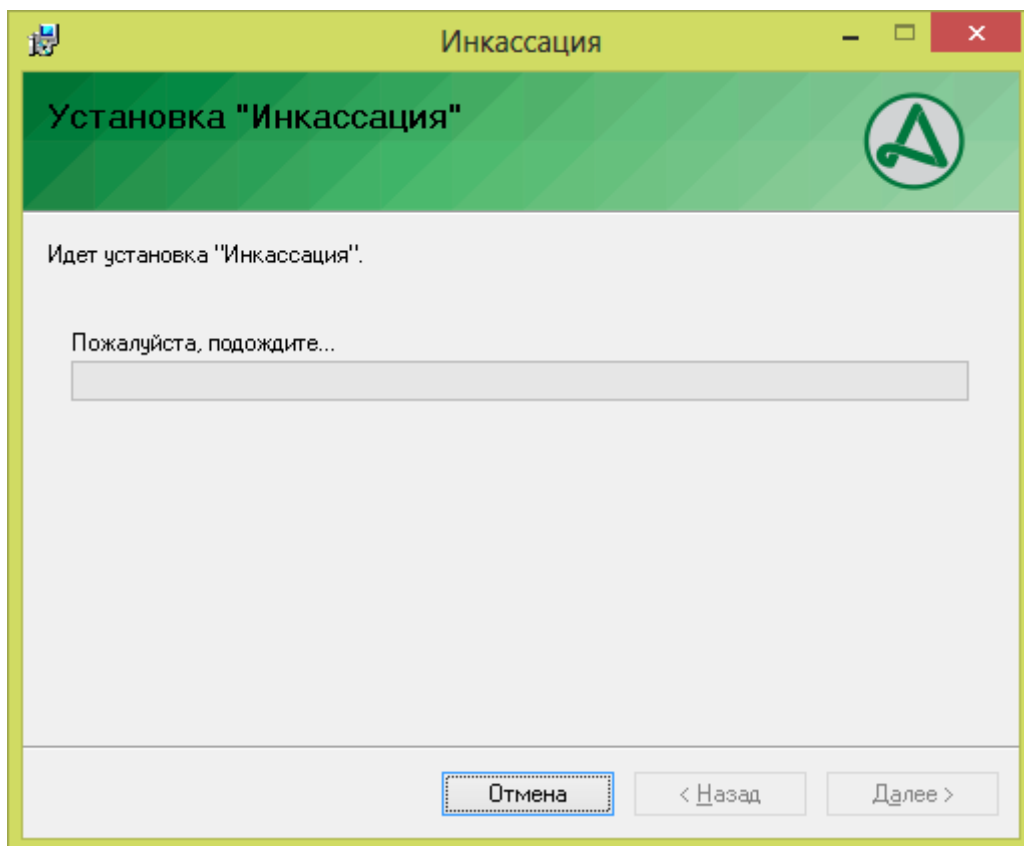 Инкассация
Установка "Инкассация"
Идет установка "Инкассация".
Пожалуйста, подождите...
Отмена
< Назад
Далее >